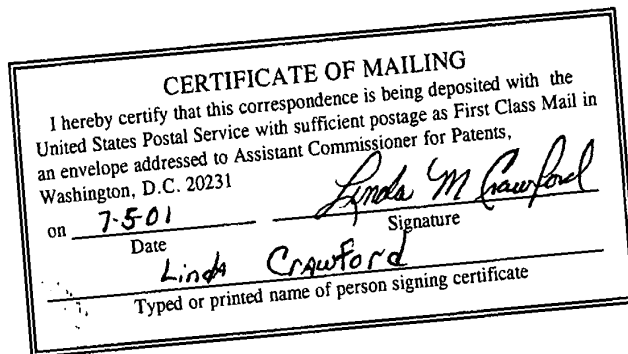 CERTIFICATE OF MAILING
I hereby certify that this correspondence is being deposited with the
United States Postal Service with sufficient postage as First Class Mail in
an envelope addressed to Assistant Commissioner for Patents,
Washington, D.C. 20231
on 7-5-01 Linda M Crawford
Date Signature
Linda Crawford
Typed or printed name of person signing certificate